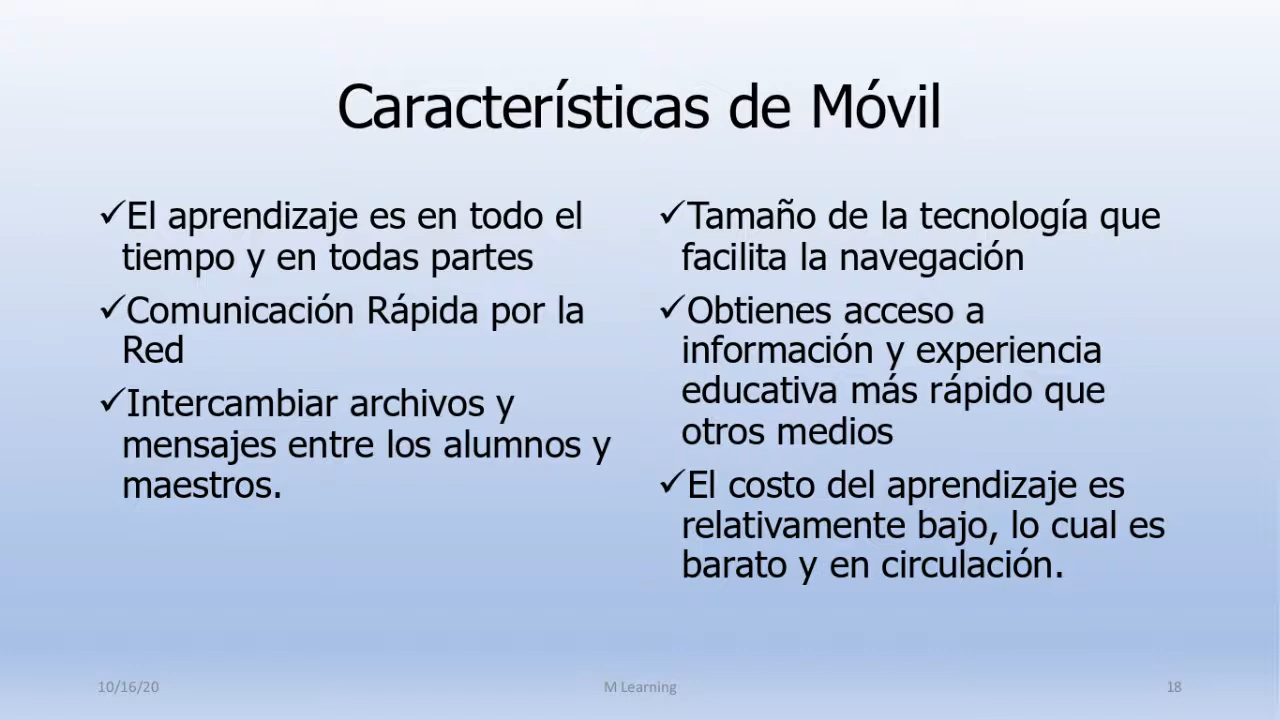 Características de Móvil
✓El aprendizaje es en todo el
tiempo y en todas partes
✓Comunicación Rápida por la
Red
✓Intercambiar archivos y
mensajes entre los alumnos y
maestros.
✓Tamaño de la tecnología que
facilita la navegación
✓Obtienes acceso a
información y experiencia
educativa más rápido que
otros medios
✓El costo del aprendizaje es
relativamente bajo, lo cual es
barato y en circulación.
10/16/20
M Learning
18